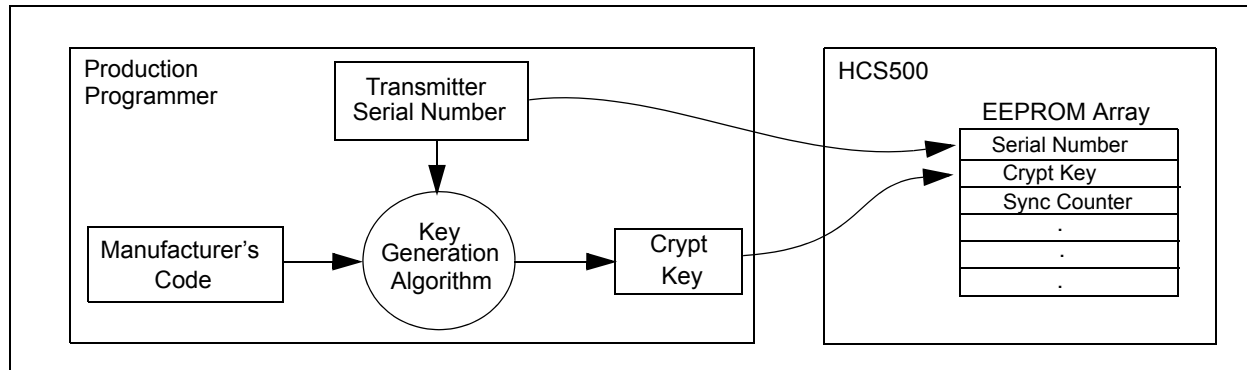 Production
Programmer
Transmitter
Serial Number
Manufacturer's
Code
Key
Generation
Algorithm
Crypt
Key
HCS500
EEPROM Array
Serial Number
Crypt Key
Sync Counter
.
.
.